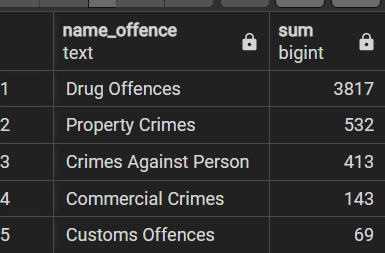 name_offence sum
text bigint
1 Drug Offences 3817
2 Property Crimes 532
3 Crimes Against Person 413
4 Commercial Crimes 143
5 Customs Offences 69